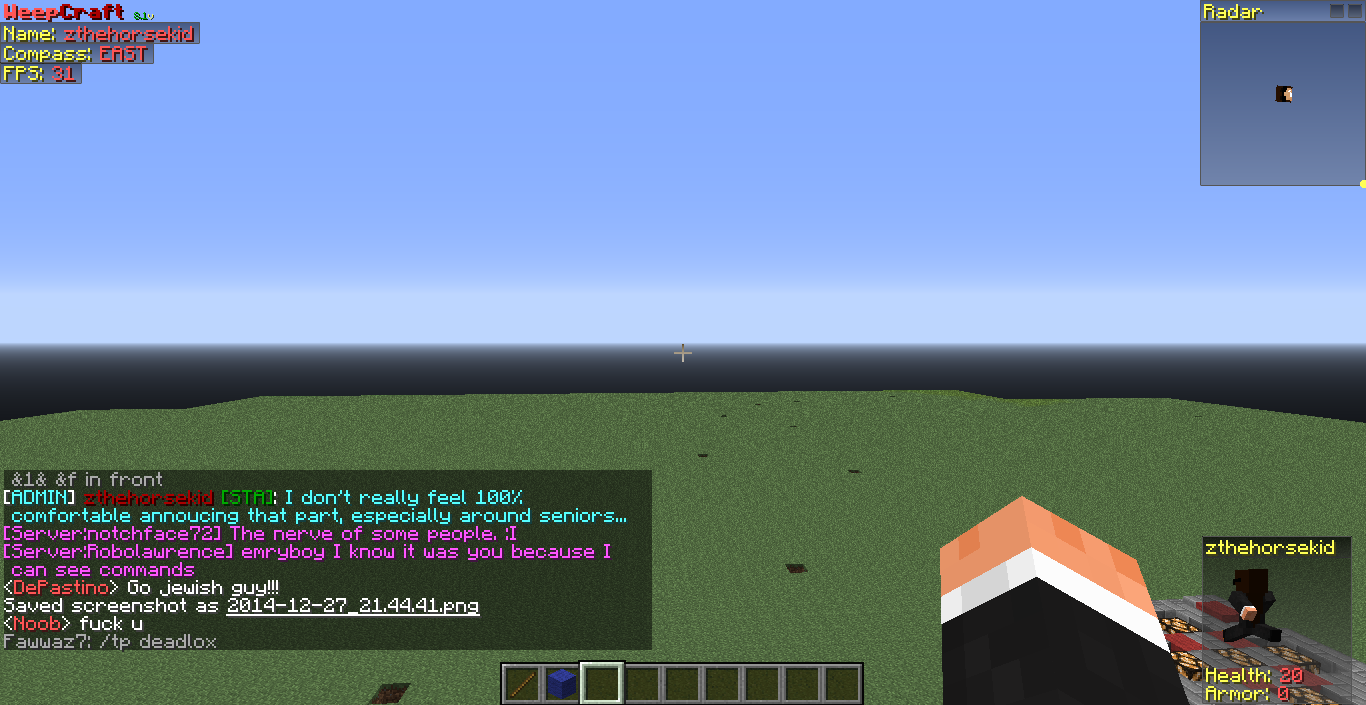 WeepCraft 8.1v
Name: zthehorsekid
Compass: EAST
FPS: 31
Radar
&1& &f in front
[ADMIN] zthehorsekid [STA]: I don't really feel 100%
comfortable annoucing that part, especially around seniors...
[Server:notchface72] The nerve of some people. :I
[Server:Robolawrence] emryboy I know it was you because I
can see commands
<DePastino> Go jewish guy!!!
Saved screenshot as 2014-12-27_21.44.41.png
<Noob> fuck u
Fawwaz7: /tp deadlox
zthehorsekid
Health: 20
Armor: 0